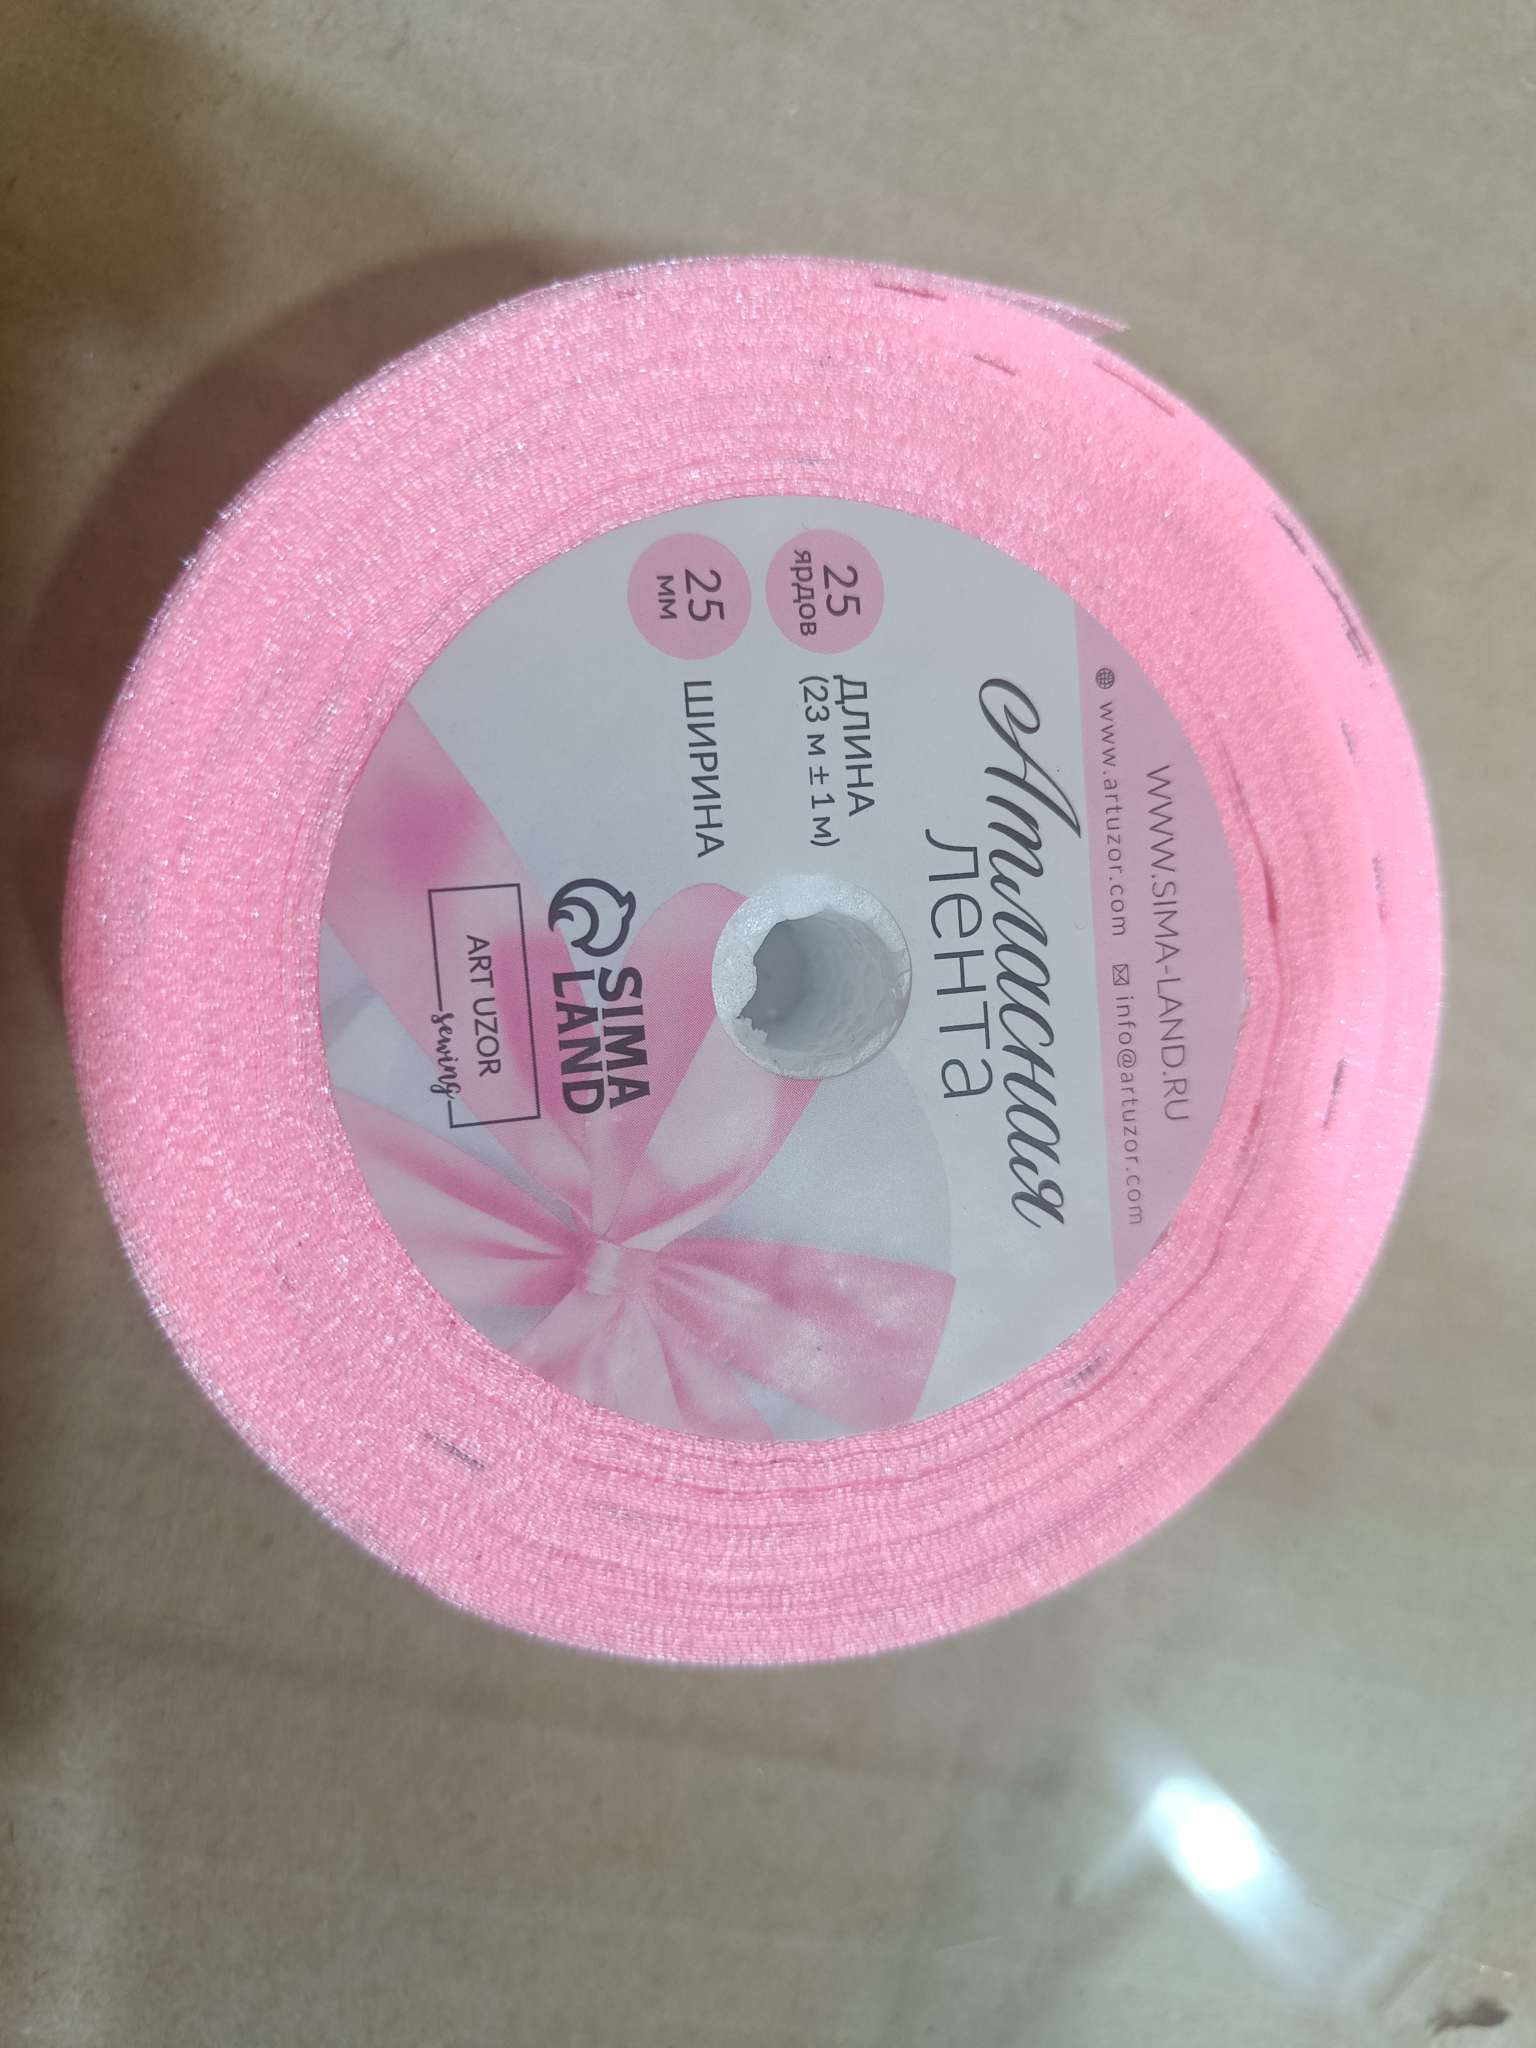 WWW.SIMA-LAND.RU
www.artuzor.com info@artuzor.com
Атласная
лента
25
ярдов
ДЛИНА
(23 м ± 1 м)
25
мм
ШИРИНА
SIMA
LAND
ART UZOR
sewing